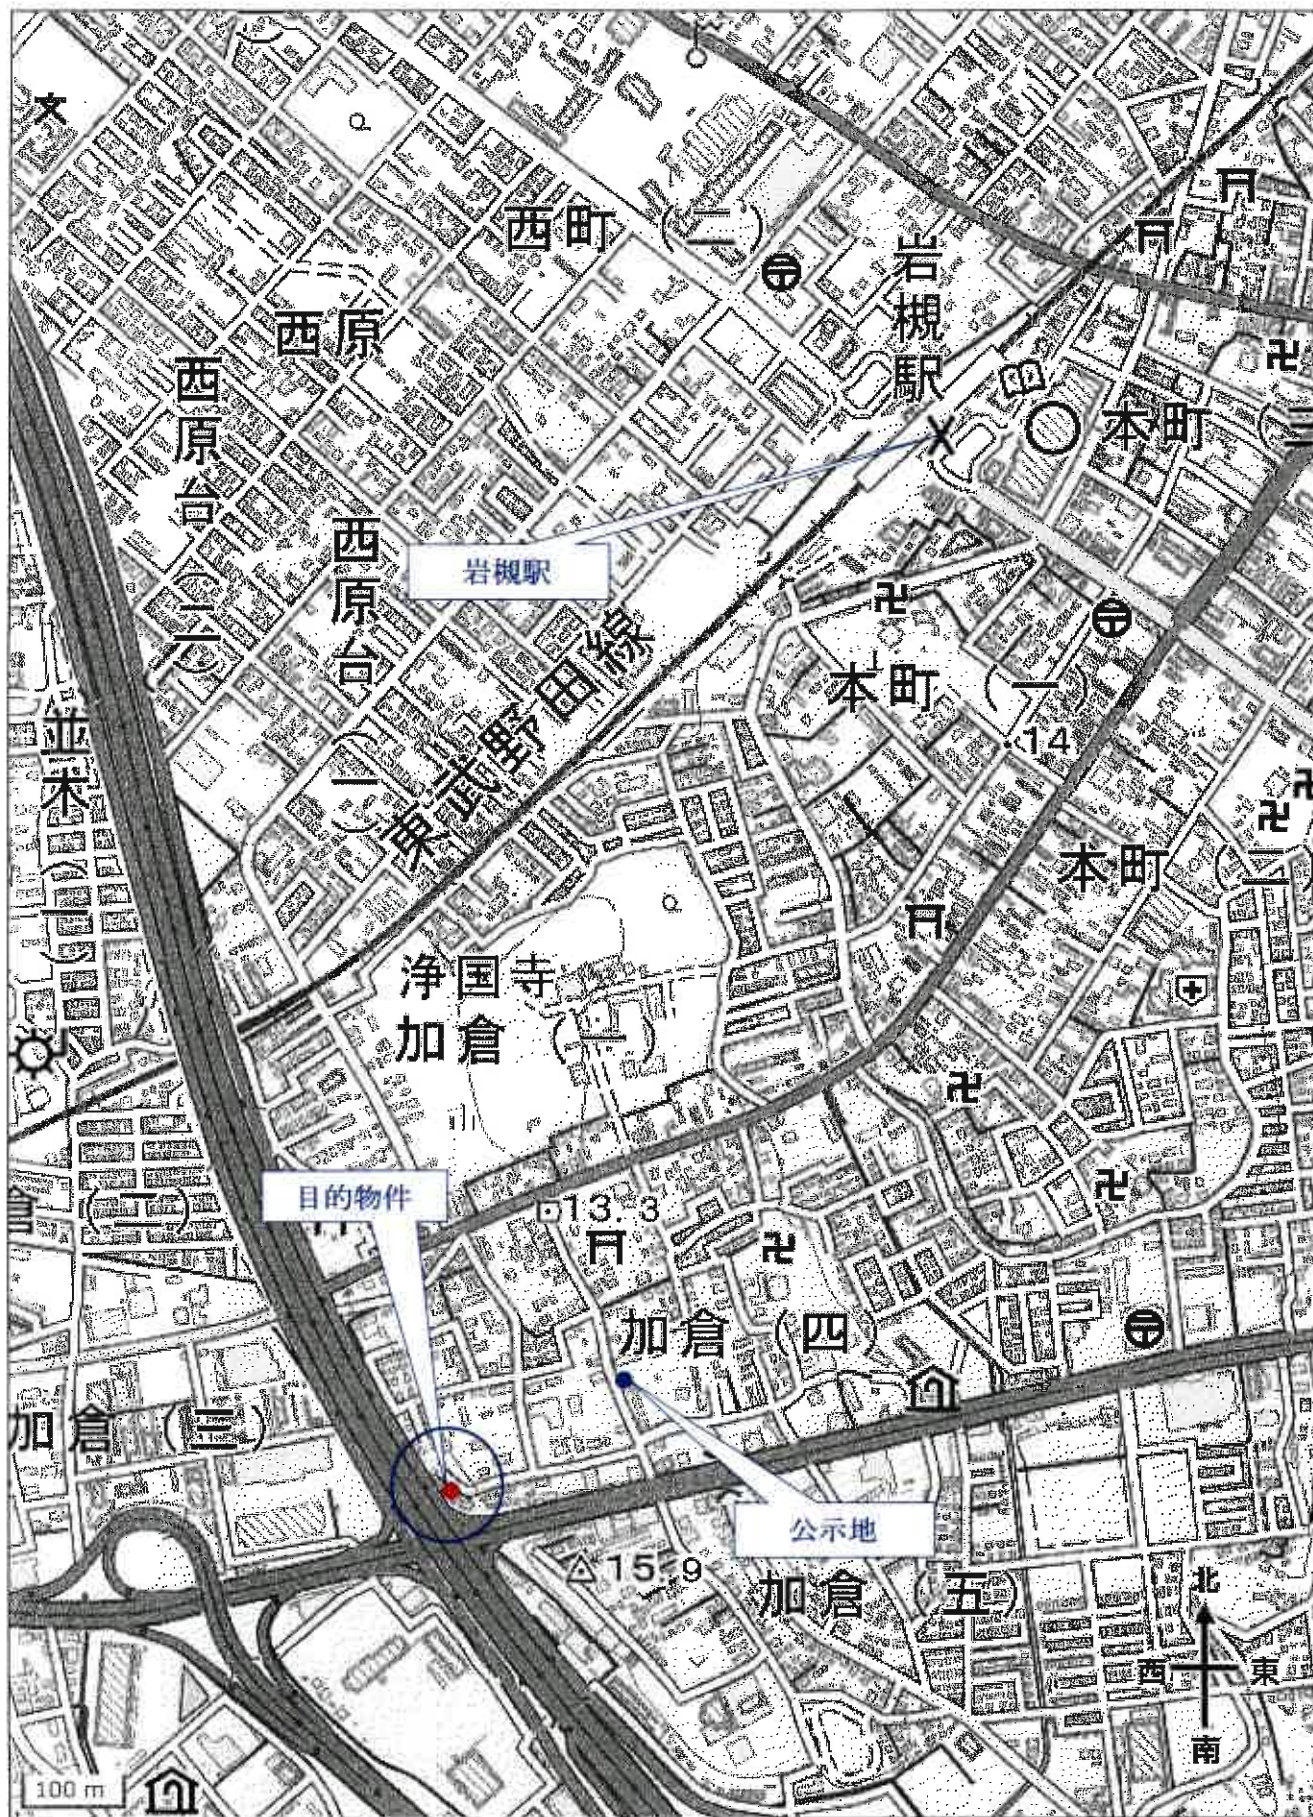 西町（二）
岩槻駅
西原
西原台（二）
本町（三）
西原台（一）
岩槻駅
東武野田線
本町（一）
14
並木（一）
本町（二）
浄国寺
加倉（一）
目的物件
倉（二）
13.3
加倉（四）
加倉（三）
公示地
15.9
加倉（五）
北
西
東
南
100 m